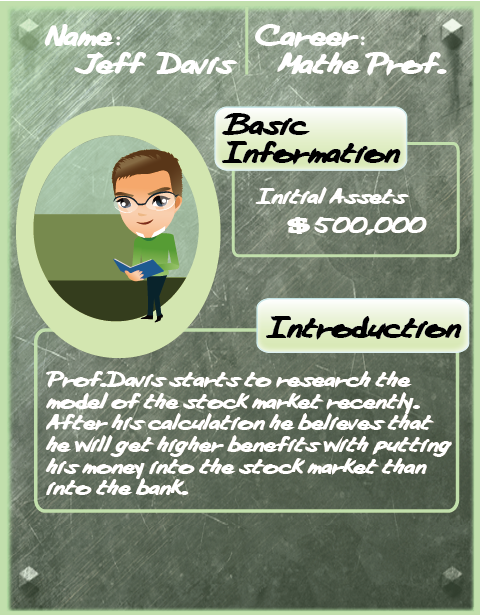 Name:
Jeff Davis
Career:
Mathe Prof.
Basic
Information
Initial Assets
$500,000
Introduction
Prof.Davis starts to research the
model of the stock market recently.
After his calculation he believes that
he will get higher benefits with putting
his money into the stock market than
into the bank.